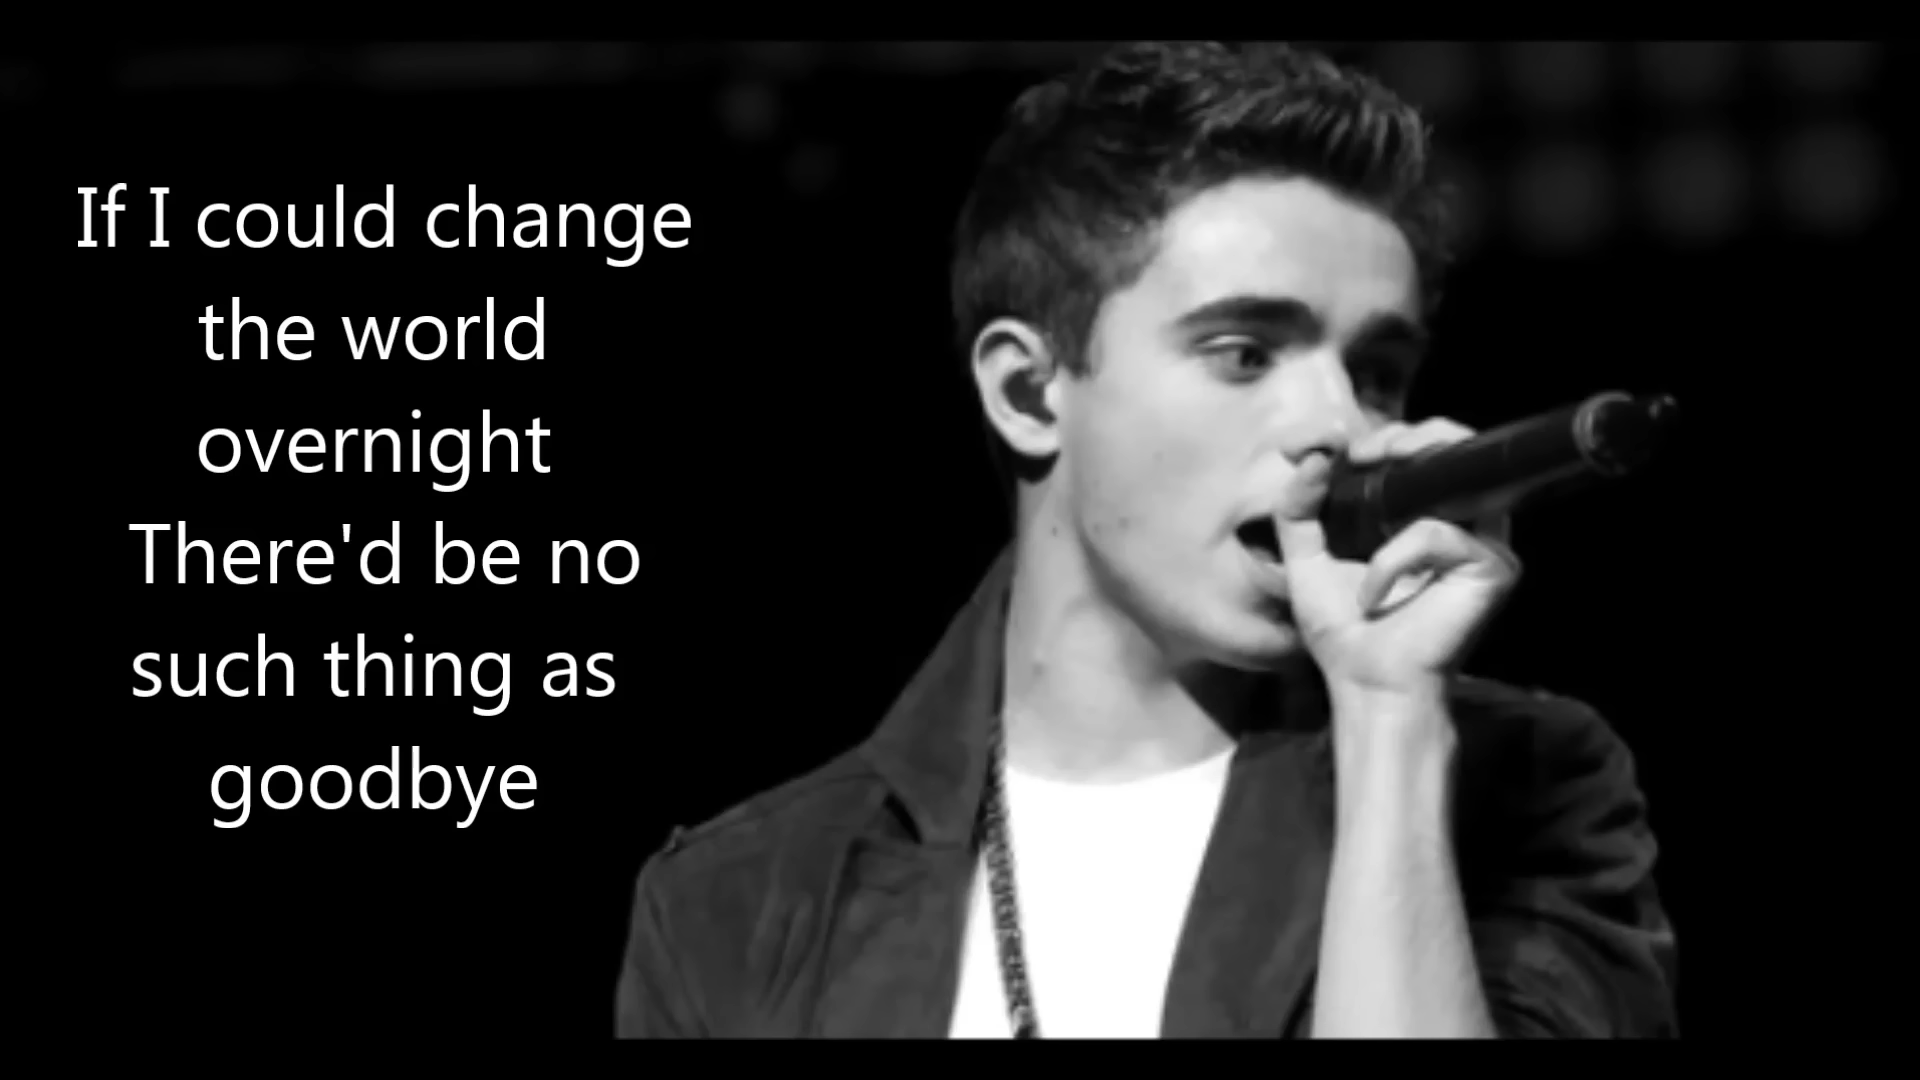 If I could change
the world
overnight
There'd be no
such thing as
goodbye